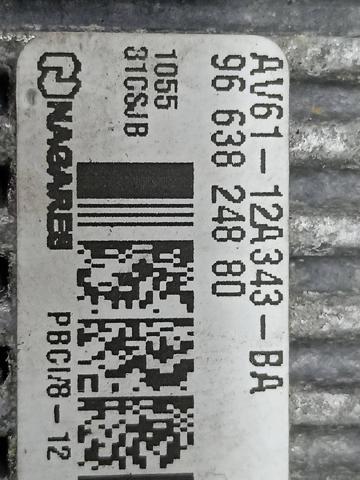 AV61-12A343-BA
96 638 248 80
1055
31CSJB
NAGARES
PBCI/8-12